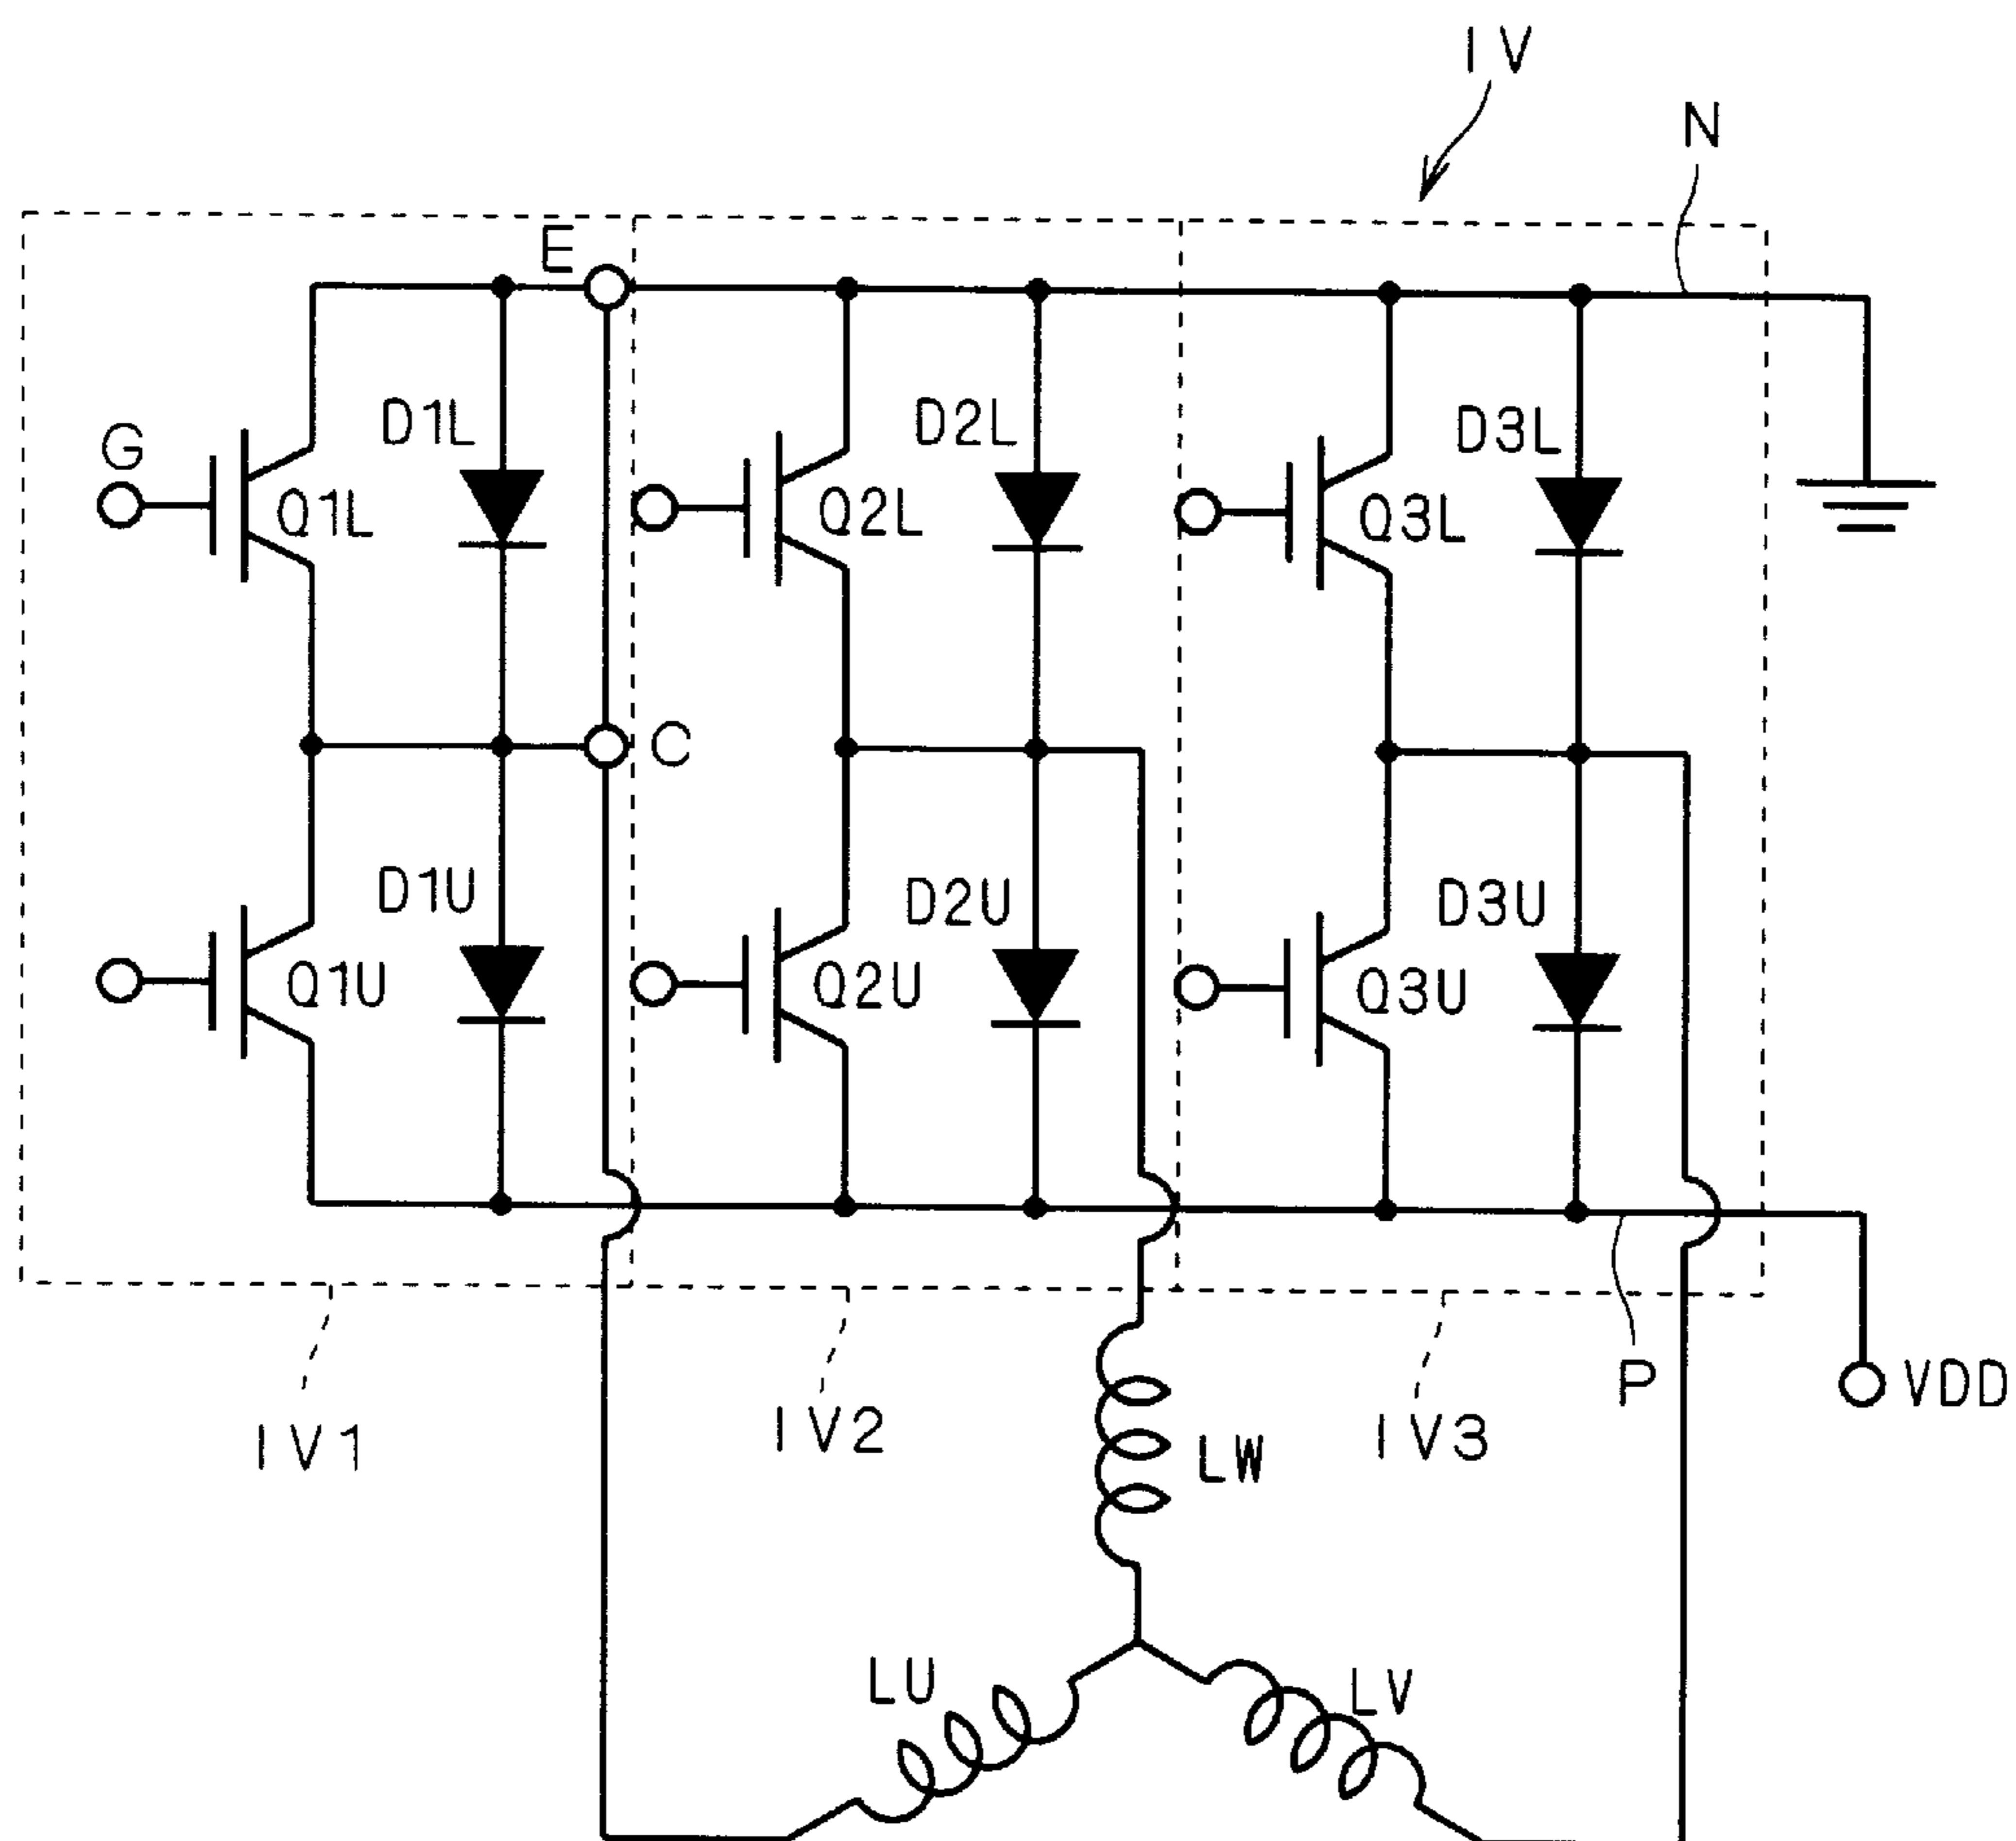 IV
N
E
G
D1L
D2L
D3L
Q1L
Q2L
Q3L
C
D1U
D2U
D3U
Q1U
Q2U
Q3U
P
VDD
IV1
IV2
IV3
LW
LU
LV